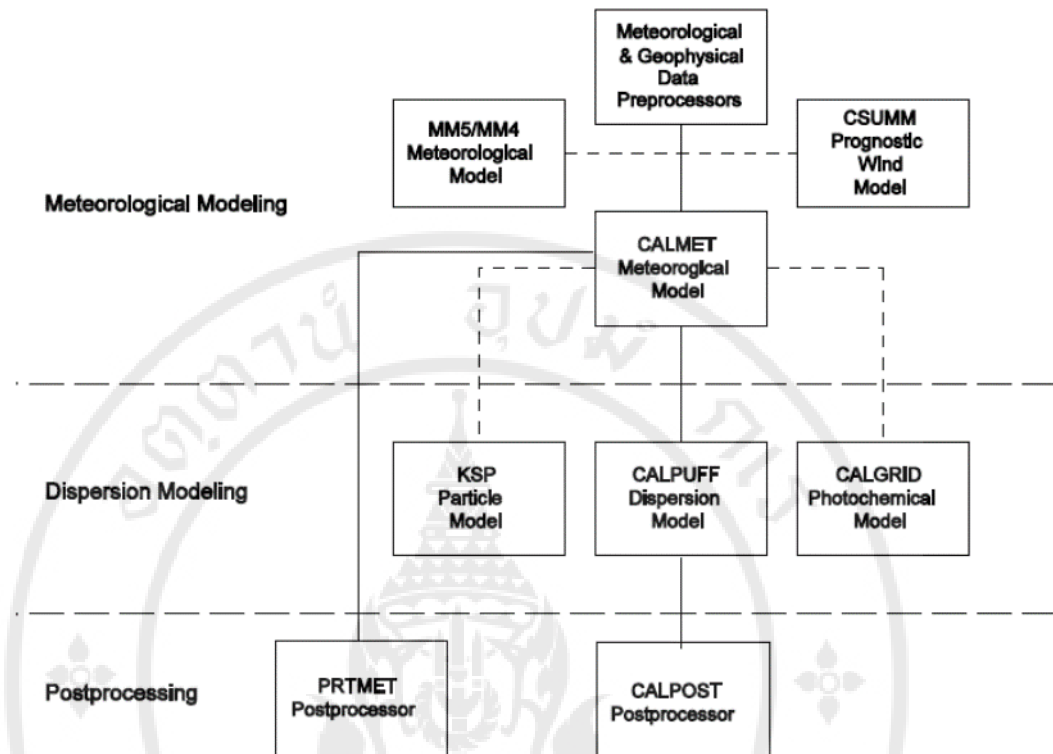 Meteorological
& Geophysical
Data
Preprocessors
MM5/MM4
Meteorological
Model
CSUMM
Prognostic
Wind
Model
Meteorological Modeling
CALMET
Meteorogical
Model
Dispersion Modeling
KSP
Particle
Model
CALPUFF
Dispersion
Model
CALGRID
Photochemical
Model
Postprocessing
PRTMET
Postprocessor
CALPOST
Postprocessor